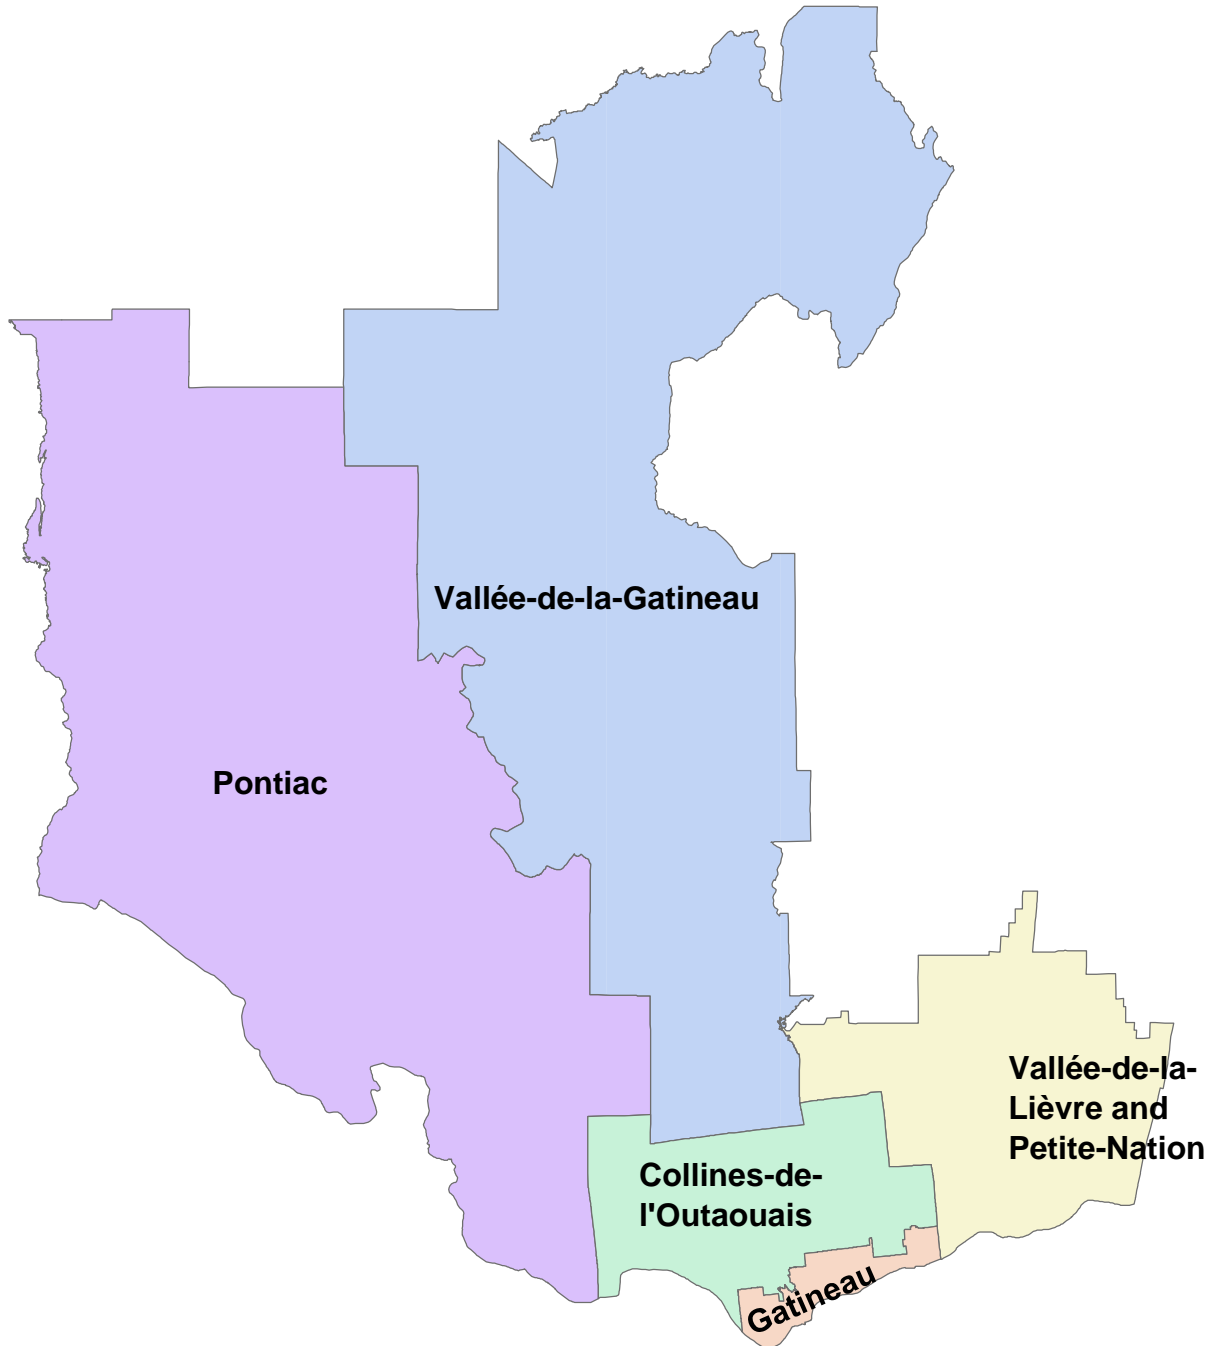 Vallée-de-la-Gatineau
Pontiac
Vallée-de-la-
Lièvre and
Petite-Nation
Collines-de-
l'Outaouais
Gatineau